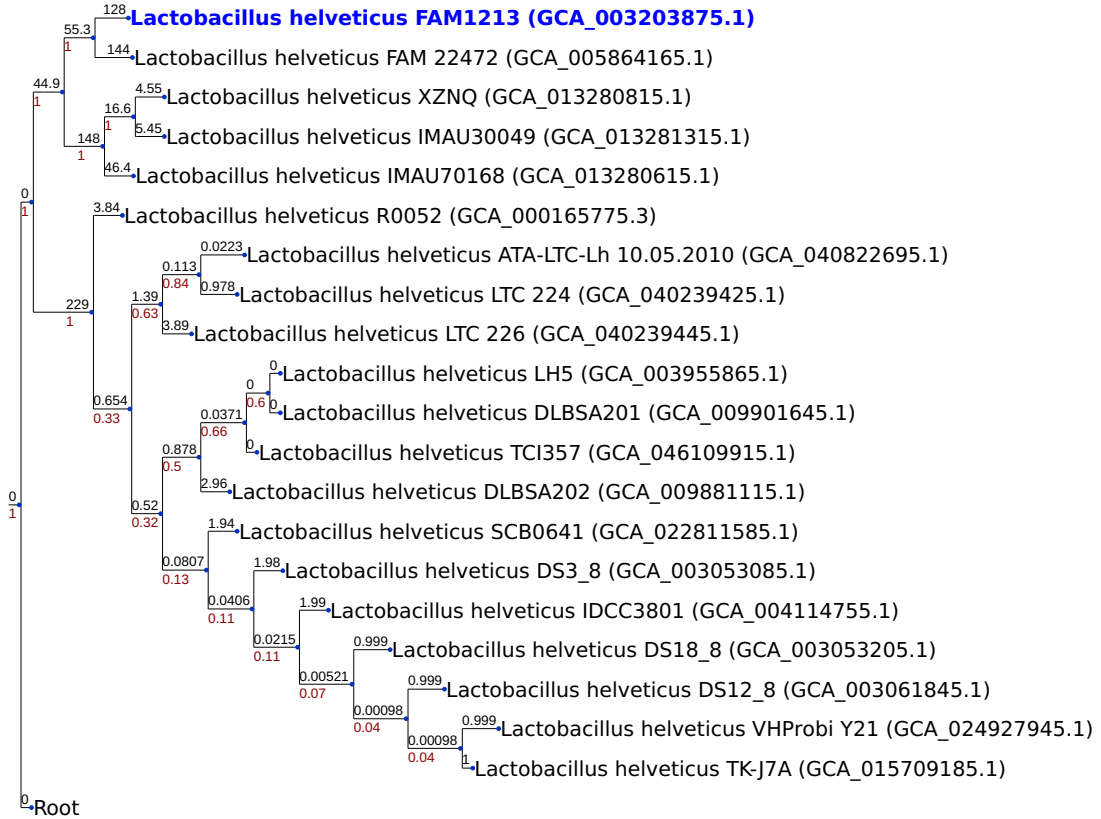 128
Lactobacillus helveticus FAM1213 (GCA_003203875.1)
55.3
1
144
Lactobacillus helveticus FAM 22472 (GCA_005864165.1)
44.9
1
4.55
Lactobacillus helveticus XZNQ (GCA_013280815.1)
16.6
1
5.45
Lactobacillus helveticus IMAU30049 (GCA_013281315.1)
148
1
46.4
Lactobacillus helveticus IMAU70168 (GCA_013280615.1)
0
1
3.84
Lactobacillus helveticus R0052 (GCA_000165775.3)
0.0223
Lactobacillus helveticus ATA-LTC-Lh 10.05.2010 (GCA_040822695.1)
0.113
0.84
0.978
Lactobacillus helveticus LTC 224 (GCA_040239425.1)
1.39
0.63
229
1
3.89
Lactobacillus helveticus LTC 226 (GCA_040239445.1)
0
Lactobacillus helveticus LH5 (GCA_003955865.1)
0
0.6
0.654
0.33
0
Lactobacillus helveticus DLBSA201 (GCA_009901645.1)
0.0371
0.66
0
Lactobacillus helveticus TCI357 (GCA_046109915.1)
0.878
0.5
2.96
Lactobacillus helveticus DLBSA202 (GCA_009881115.1)
0
1
0.52
0.32
1.94
Lactobacillus helveticus SCB0641 (GCA_022811585.1)
0.0807
0.13
1.98
Lactobacillus helveticus DS3_8 (GCA_003053085.1)
0.0406
0.11
1.99
Lactobacillus helveticus IDCC3801 (GCA_004114755.1)
0.0215
0.11
0.999
Lactobacillus helveticus DS18_8 (GCA_003053205.1)
0.00521
0.07
0.999
Lactobacillus helveticus DS12_8 (GCA_003061845.1)
0.00098
0.04
0.999
Lactobacillus helveticus VHProbi Y21 (GCA_024927945.1)
0.00098
0.04
1
Lactobacillus helveticus TK-J7A (GCA_015709185.1)
0
Root